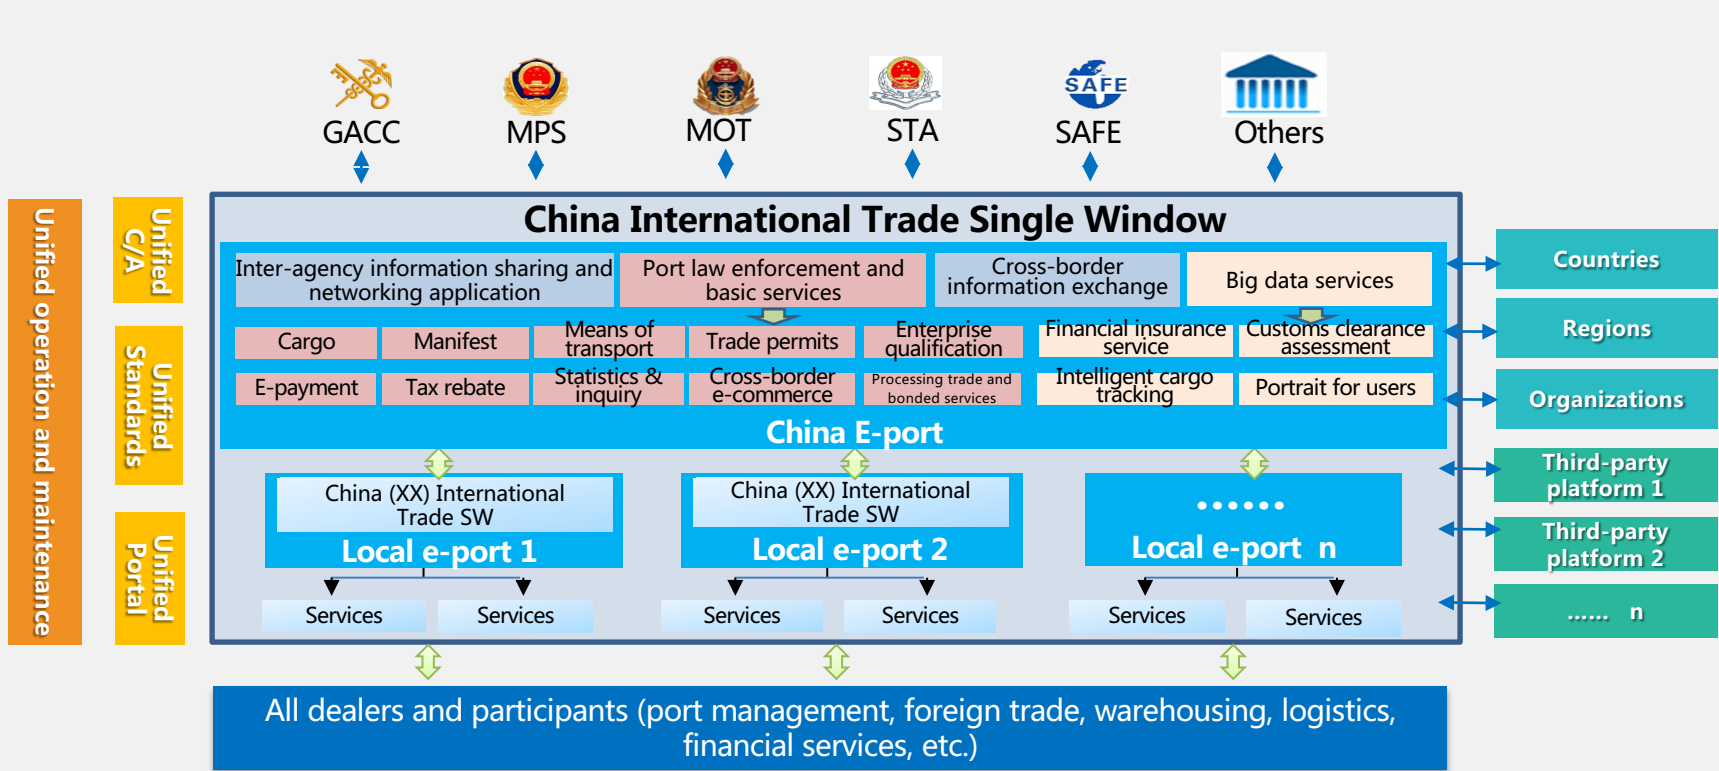 SAFE
GACC
MPS
MOT
STA
SAFE
Others
Unified operation and maintenance
Unified
C/A
Unified
Standards
Unified
Portal
China International Trade Single Window
Inter-agency information sharing and
networking application
Port law enforcement and
basic services
Cross-border
information exchange
Big data services
Cargo
Manifest
Means of
transport
Trade permits
Enterprise
qualification
Financial insurance
service
Customs clearance
assessment
E-payment
Tax rebate
Statistics &
inquiry
Cross-border
e-commerce
Processing trade and
bonded services
Intelligent cargo
tracking
Portrait for users
China E-port
China (XX) International
Trade SW
Local e-port 1
China (XX) International
Trade SW
Local e-port 2
......
Local e-port n
Services
Services
Services
Services
Services
Services
Countries
Regions
Organizations
Third-party
platform 1
Third-party
platform 2
...... n
All dealers and participants (port management, foreign trade, warehousing, logistics,
financial services, etc.)